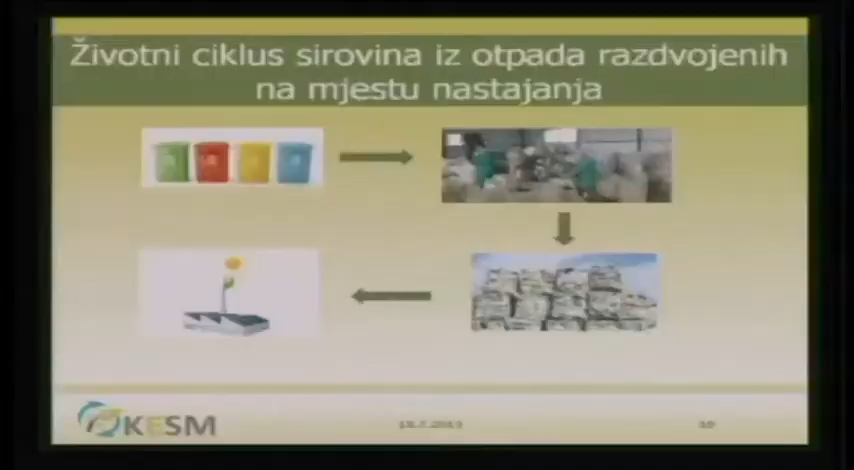 Životni ciklus sirovina iz otpada razdvojenih
na mjestu nastajanja
KESM